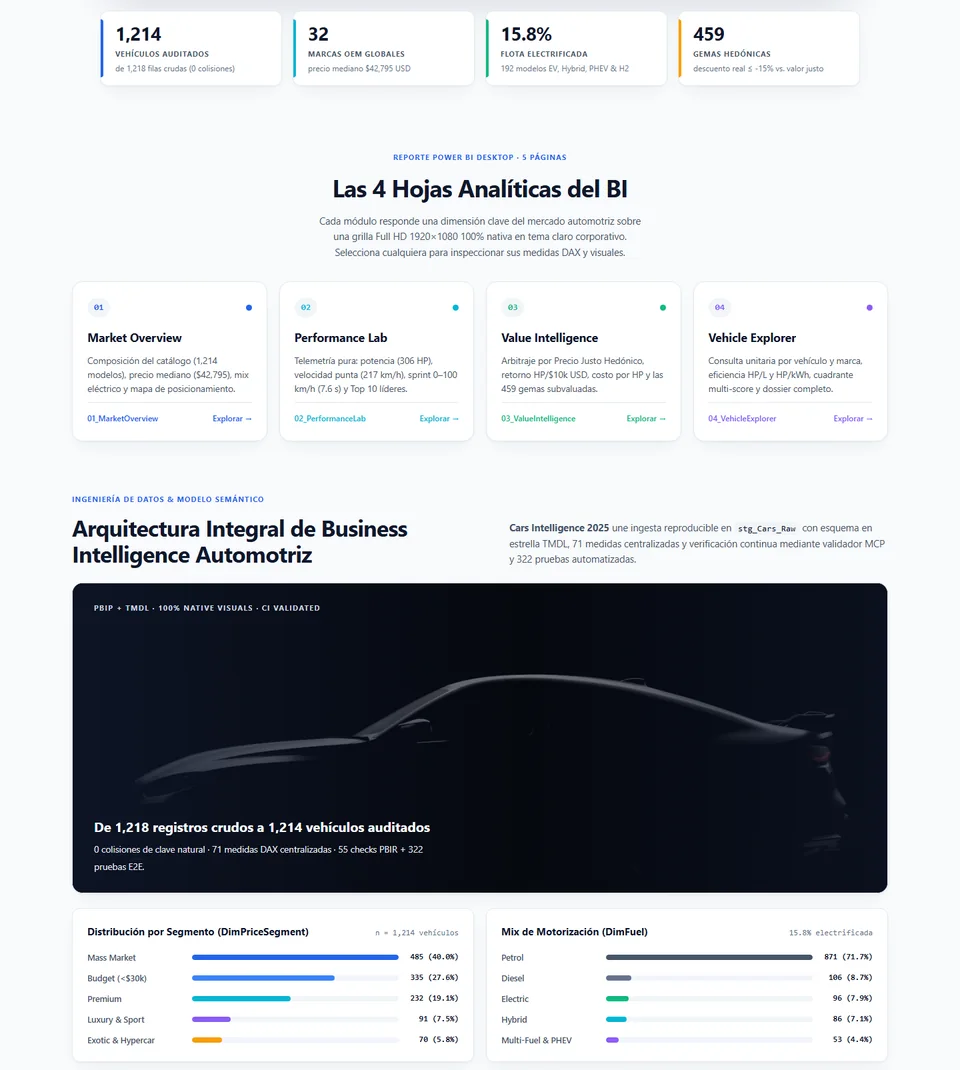 1,214
VEHÍCULOS AUDITADOS
de 1,218 filas crudas (0 colisiones)
32
MARCAS OEM GLOBALES
precio mediano $42,795 USD
15.8%
FLOTA ELECTRIFICADA
192 modelos EV, Hybrid, PHEV & H2
459
GEMAS HEDÓNICAS
descuento real ≤ -15% vs. valor justo
REPORTE POWER BI DESKTOP · 5 PÁGINAS
Las 4 Hojas Analíticas del BI
Cada módulo responde una dimensión clave del mercado automotriz sobre
una grilla Full HD 1920×1080 100% nativa en tema claro corporativo.
Selecciona cualquiera para inspeccionar sus medidas DAX y visuales.
01
Market Overview
Composición del catálogo (1,214
modelos), precio mediano ($42,795), mix
eléctrico y mapa de posicionamiento.
01_MarketOverview Explorar →
02
Performance Lab
Telemetría pura: potencia (306 HP),
velocidad punta (217 km/h), sprint 0–100
km/h (7.6 s) y Top 10 líderes.
02_PerformanceLab Explorar →
03
Value Intelligence
Arbitraje por Precio Justo Hedónico,
retorno HP/$10k USD, costo por HP y las
459 gemas subvaluadas.
03_ValueIntelligence Explorar →
04
Vehicle Explorer
Consulta unitaria por vehículo y marca,
eficiencia HP/L y HP/kWh, cuadrante
multi-score y dossier completo.
04_VehicleExplorer Explorar →
INGENIERÍA DE DATOS & MODELO SEMÁNTICO
Arquitectura Integral de Business
Intelligence Automotriz
Cars Intelligence 2025 une ingesta reproducible en stg_Cars_Raw con esquema en
estrella TMDL, 71 medidas centralizadas y verificación continua mediante validador MCP
y 322 pruebas automatizadas.
PBIP + TMDL · 100% NATIVE VISUALS · CI VALIDATED
De 1,218 registros crudos a 1,214 vehículos auditados
0 colisiones de clave natural · 71 medidas DAX centralizadas · 55 checks PBIR + 322
pruebas E2E.
Distribución por Segmento (DimPriceSegment) n = 1,214 vehículos
Mass Market 485 (40.0%)
Budget (<$30k) 335 (27.6%)
Premium 232 (19.1%)
Luxury & Sport 91 (7.5%)
Exotic & Hypercar 70 (5.8%)
Mix de Motorización (DimFuel) 15.8% electrificada
Petrol 871 (71.7%)
Diesel 106 (8.7%)
Electric 96 (7.9%)
Hybrid 86 (7.1%)
Multi-Fuel & PHEV 53 (4.4%)